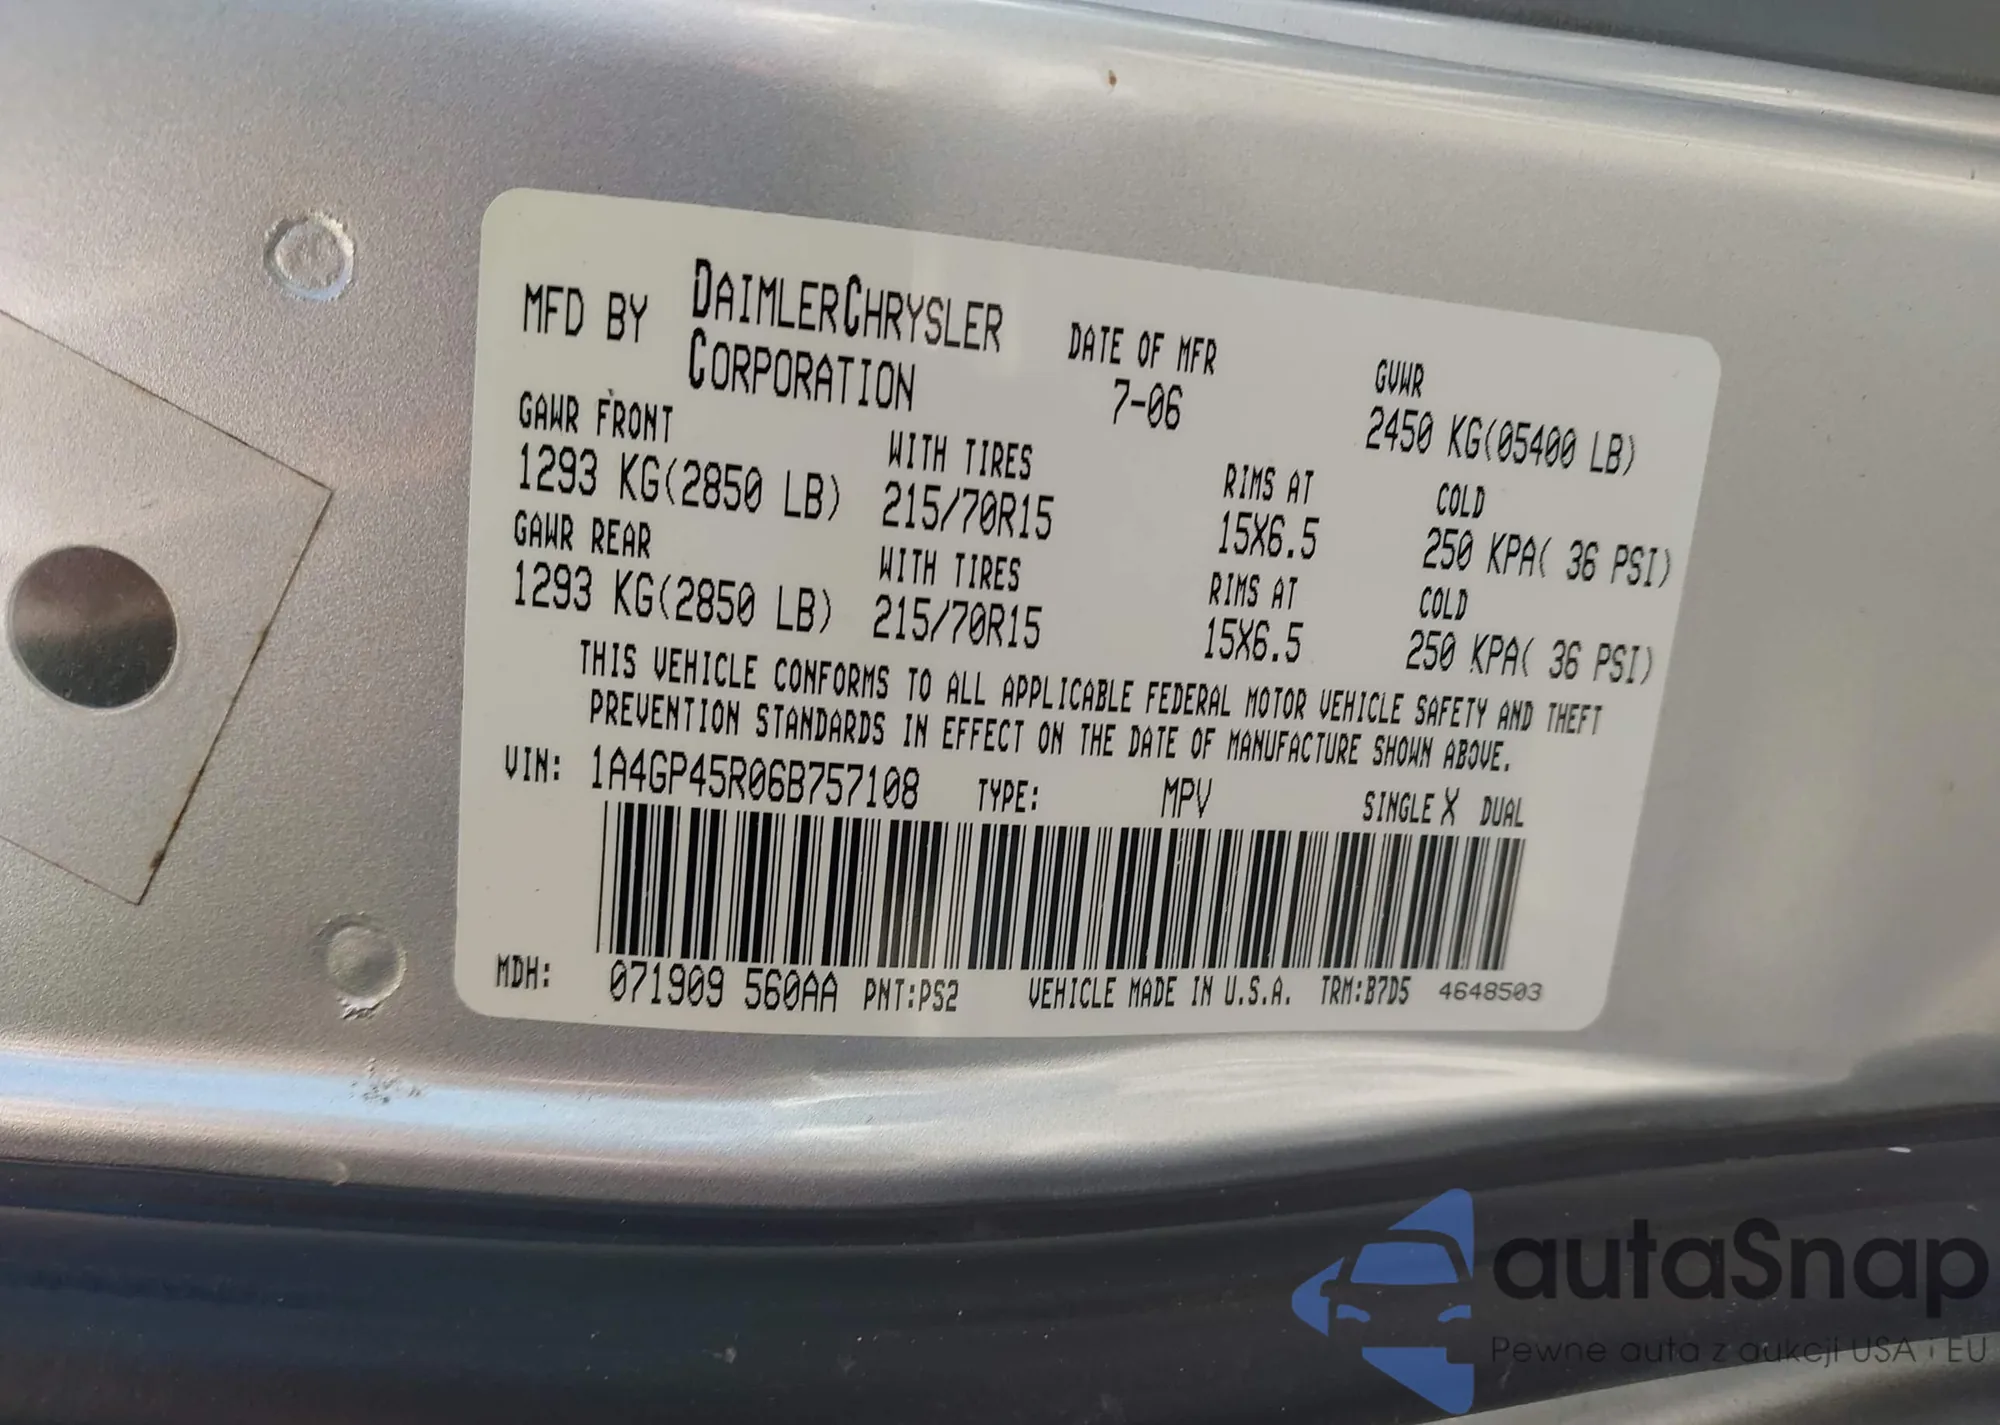 MFD BY DAIMLERCHRYSLER CORPORATION DATE OF MFR 7-06 GVWR 2450 KG(05400 LB)
GAWR FRONT WITH TIRES RIMS AT COLD
1293 KG(2850 LB) 215/70R15 15X6.5 250 KPA( 36 PSI)
GAWR REAR WITH TIRES RIMS AT COLD
1293 KG(2850 LB) 215/70R15 15X6.5 250 KPA( 36 PSI)
THIS VEHICLE CONFORMS TO ALL APPLICABLE FEDERAL MOTOR VEHICLE SAFETY AND THEFT
PREVENTION STANDARDS IN EFFECT ON THE DATE OF MANUFACTURE SHOWN ABOVE.
VIN: 1A4GP45R06B757108 TYPE: MPV SINGLE X DUAL
MDH: 071909 560AA PNT:PS2 VEHICLE MADE IN U.S.A. TRM:B7D5 4648503
autaSnap
Pewne auta z aukcji USA i EU